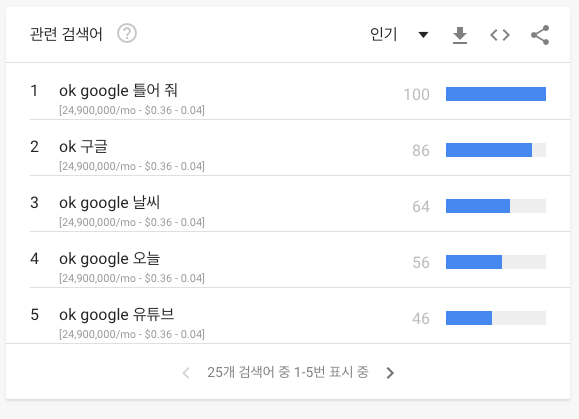 관련 검색어 ? 인기
1 ok google 틀어 줘 100
[24,900,000/mo - $0.36 - 0.04]
2 ok 구글 86
[24,900,000/mo - $0.36 - 0.04]
3 ok google 날씨 64
[24,900,000/mo - $0.36 - 0.04]
4 ok google 오늘 56
[24,900,000/mo - $0.36 - 0.04]
5 ok google 유튜브 46
[24,900,000/mo - $0.36 - 0.04]
25개 검색어 중 1-5번 표시 중